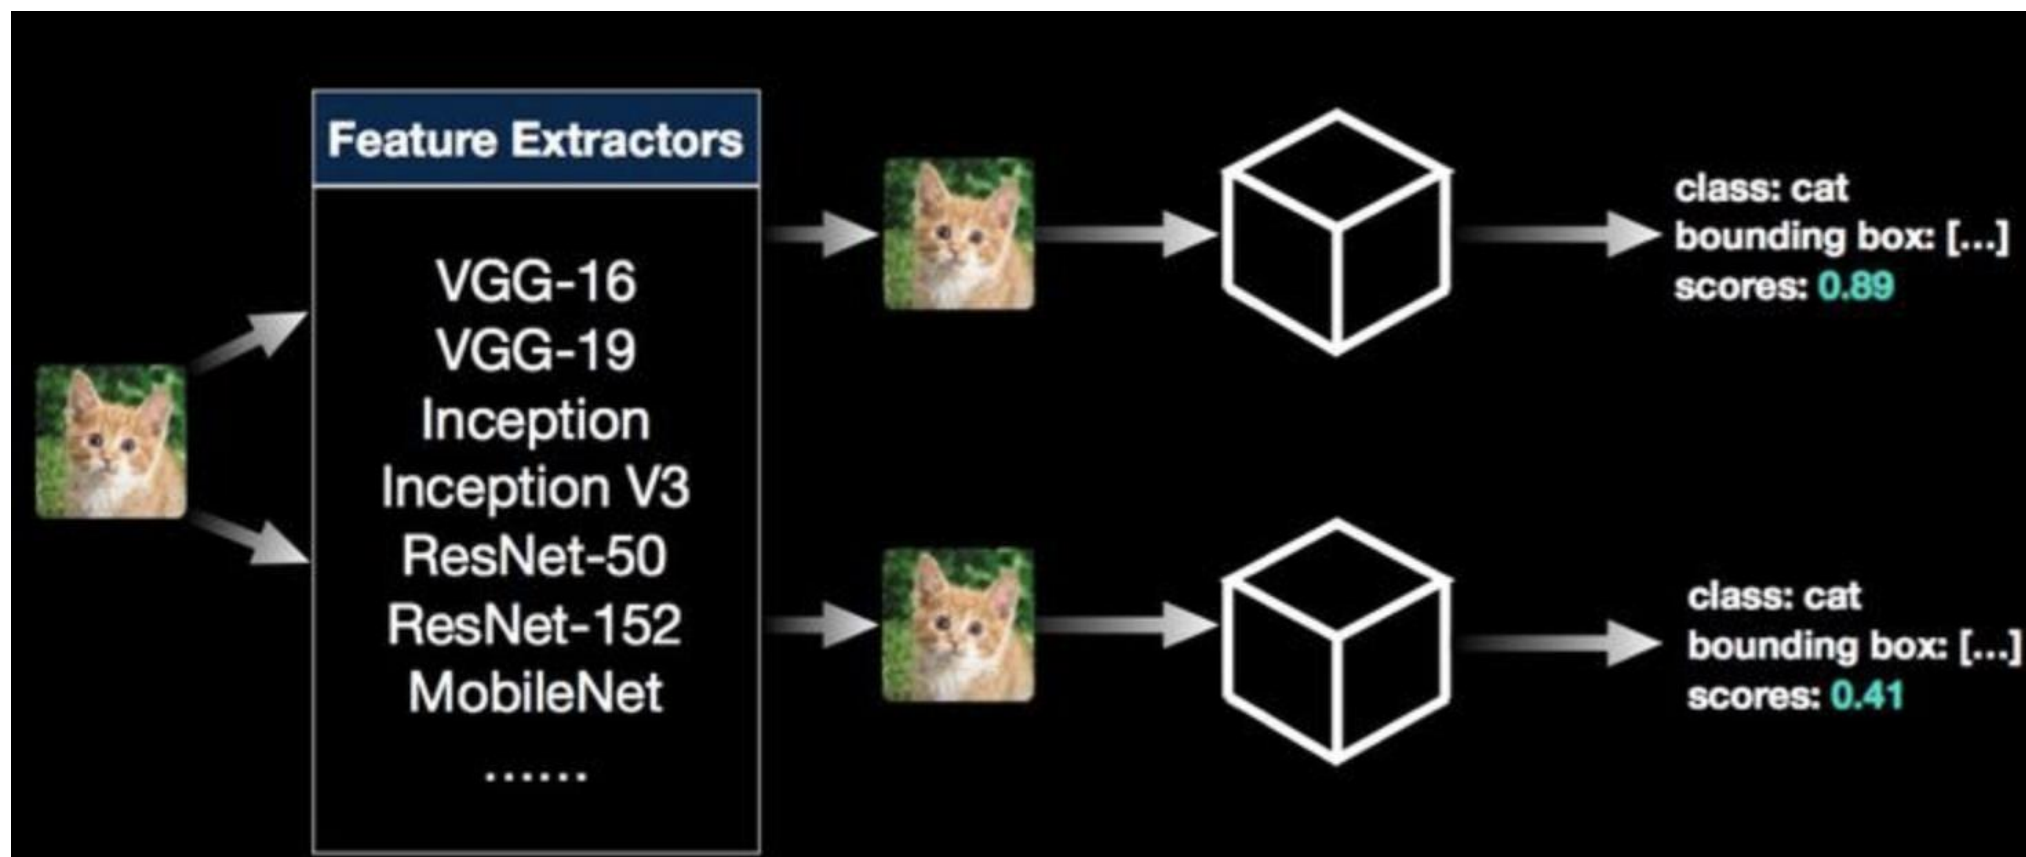 Feature Extractors
VGG-16
VGG-19
Inception
Inception V3
ResNet-50
ResNet-152
MobileNet
......
class: cat
bounding box: [...]
scores: 0.89
class: cat
bounding box: [...]
scores: 0.41